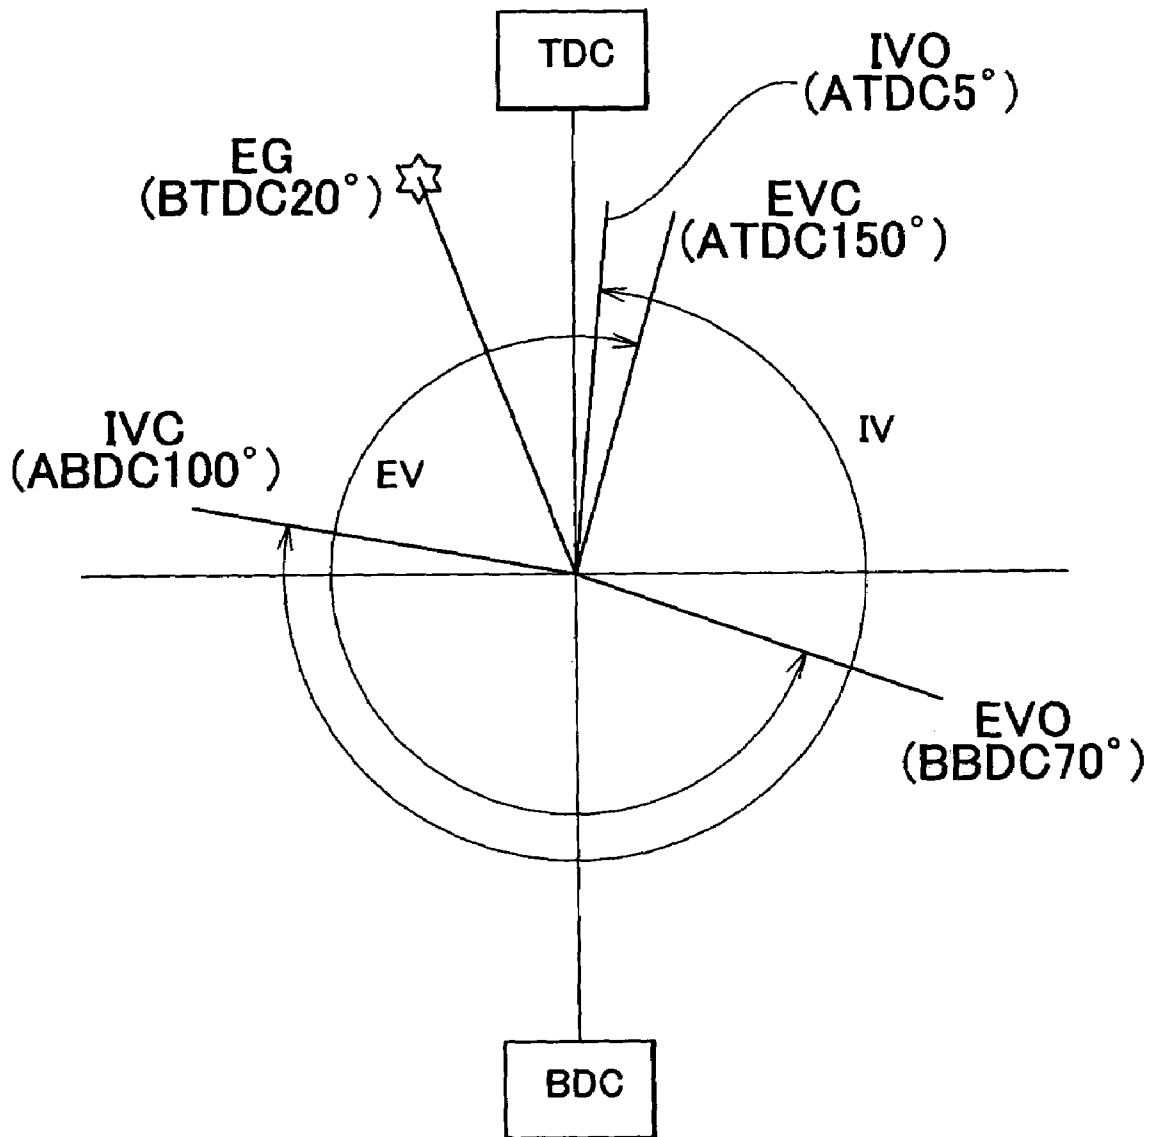 TDC
IVO
(ATDC5°)
EG
(BTDC20°)
EVC
(ATDC150°)
IVC
(ABDC100°)
EV
IV
EVO
(BBDC70°)
BDC